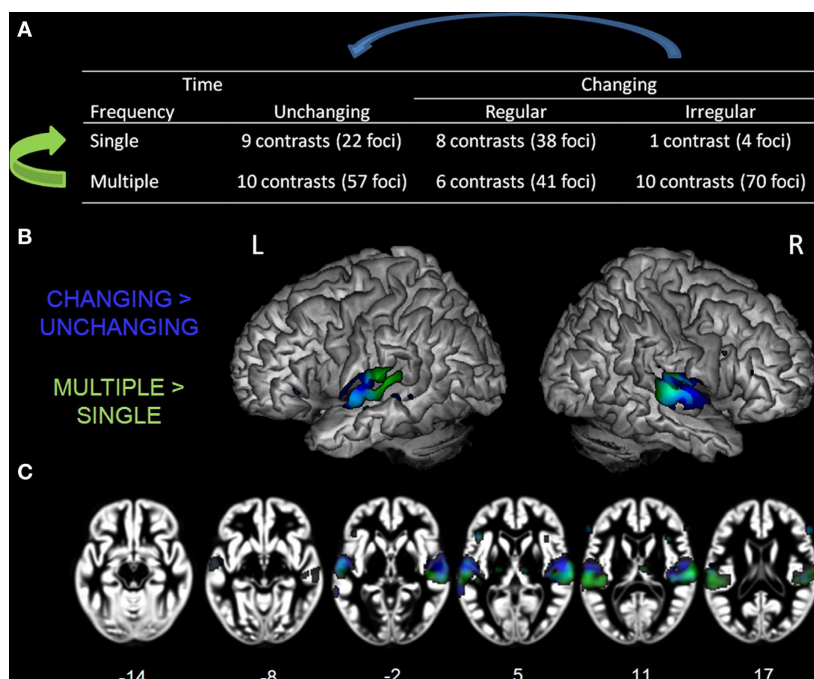 A
Time Changing
Frequency Unchanging Regular Irregular
Single 9 contrasts (22 foci) 8 contrasts (38 foci) 1 contrast (4 foci)
Multiple 10 contrasts (57 foci) 6 contrasts (41 foci) 10 contrasts (70 foci)
B
L R
CHANGING >
UNCHANGING
MULTIPLE >
SINGLE
C
-14 -8 -2 5 11 17